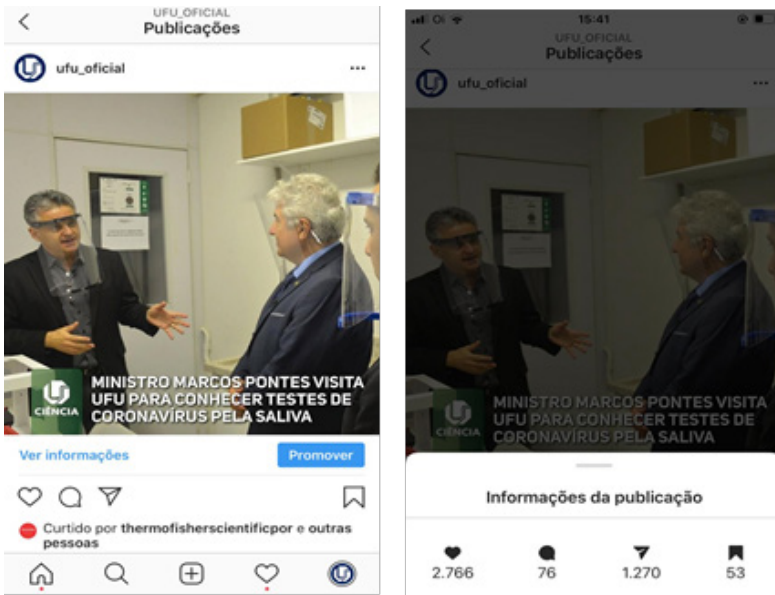 UFU_OFICIAL
Publicações
ufu_oficial
MINISTRO MARCOS PONTES VISITA
UFU PARA CONHECER TESTES DE
CORONAVÍRUS PELA SALIVA
CIÊNCIA
Ver informações
Promover
Curtido por thermofisherscientificpor e outras
pessoas
Oi
15:41
UFU_OFICIAL
Publicações
ufu_oficial
MINISTRO MARCOS PONTES VISITA
UFU PARA CONHECER TESTES DE
CORONAVÍRUS PELA SALIVA
CIÊNCIA
Informações da publicação
2.766 76 1.270 53